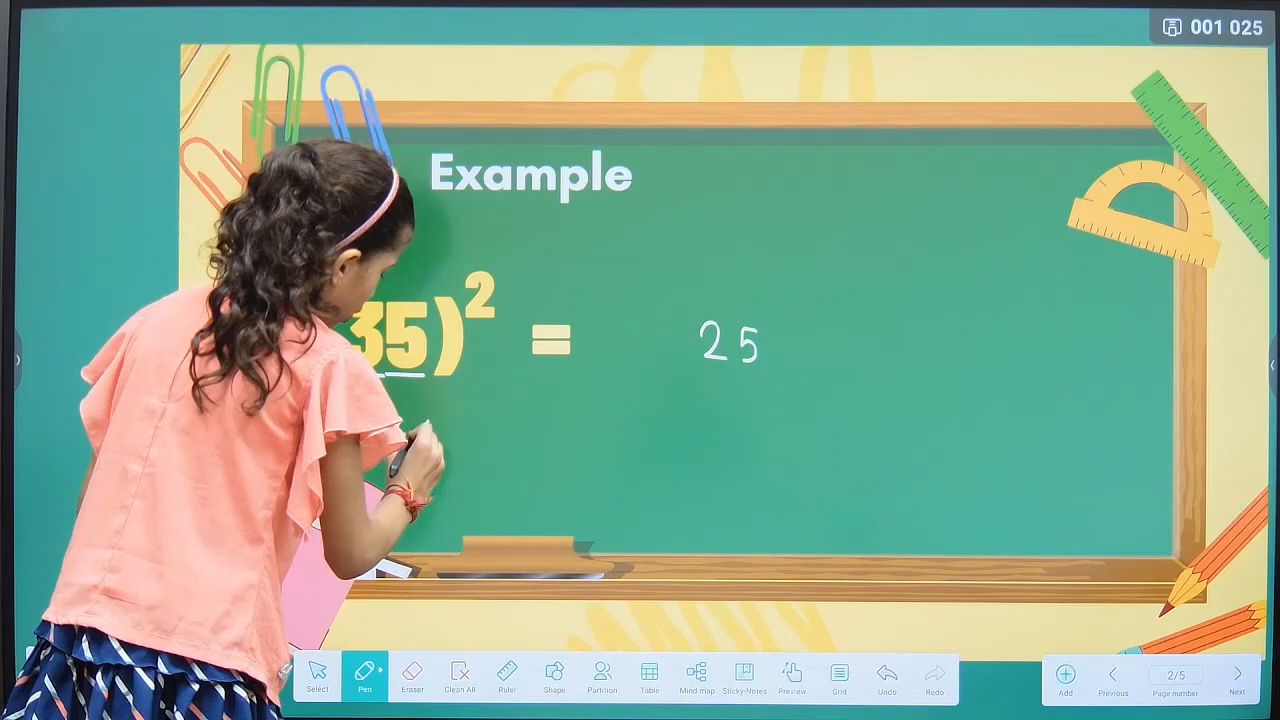 001 025
Example
35)² = 25
Select Pen Eraser Clean All Ruler Shape Partition Table Mind map Sticky-Notes Preview Grid Undo Redo
Add Previous 2/5 Page number Next